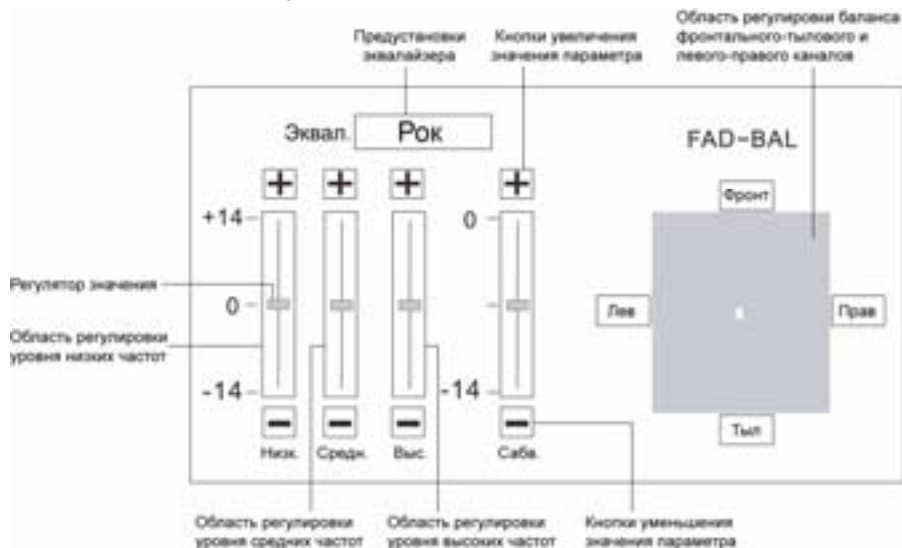 Предустановки
эквалайзера
Кнопки увеличения
значения параметра
Область регулировки баланса
фронтального-тылового и
левого-правого каналов
Эквал. Рок
FAD-BAL
Фронт
+14
0
Регулятор значения
0
Лев
Прав
Область регулировки
уровня низких частот
-14
-14
Тыл
Низк. Средн. Выс. Сабв.
Область регулировки
уровня средних частот
Область регулировки
уровня высоких частот
Кнопки уменьшения
значения параметра